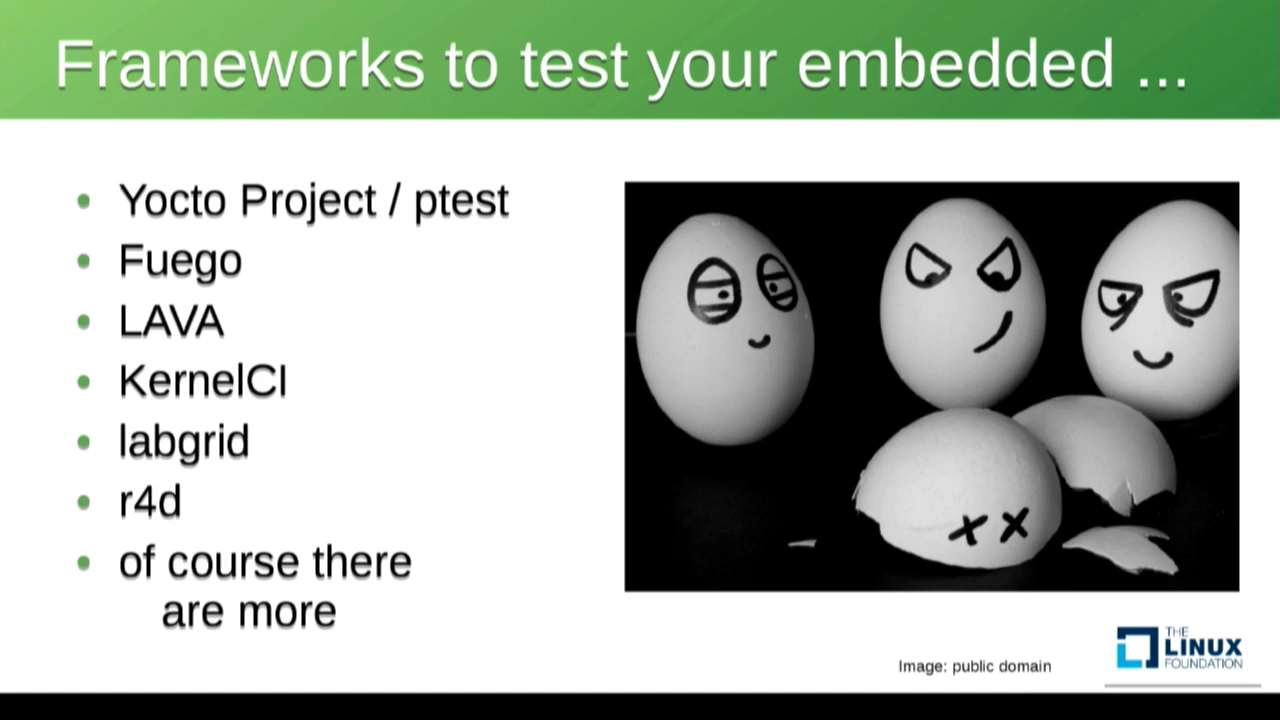 Frameworks to test your embedded ...
Yocto Project / ptest
Fuego
LAVA
KernelCI
labgrid
r4d
of course there
are more
Image: public domain
THE
LINUX
FOUNDATION